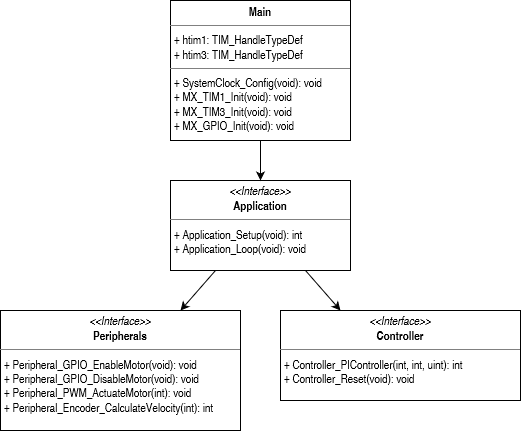 Main
+ htim1: TIM_HandleTypeDef
+ htim3: TIM_HandleTypeDef
+ SystemClock_Config(void): void
+ MX_TIM1_Init(void): void
+ MX_TIM3_Init(void): void
+ MX_GPIO_Init(void): void
<<Interface>>
Application
+ Application_Setup(void): int
+ Application_Loop(void): void
<<Interface>>
Peripherals
+ Peripheral_GPIO_EnableMotor(void): void
+ Peripheral_GPIO_DisableMotor(void): void
+ Peripheral_PWM_ActuateMotor(int): void
+ Peripheral_Encoder_CalculateVelocity(int): int
<<Interface>>
Controller
+ Controller_PIController(int, int, uint): int
+ Controller_Reset(void): void